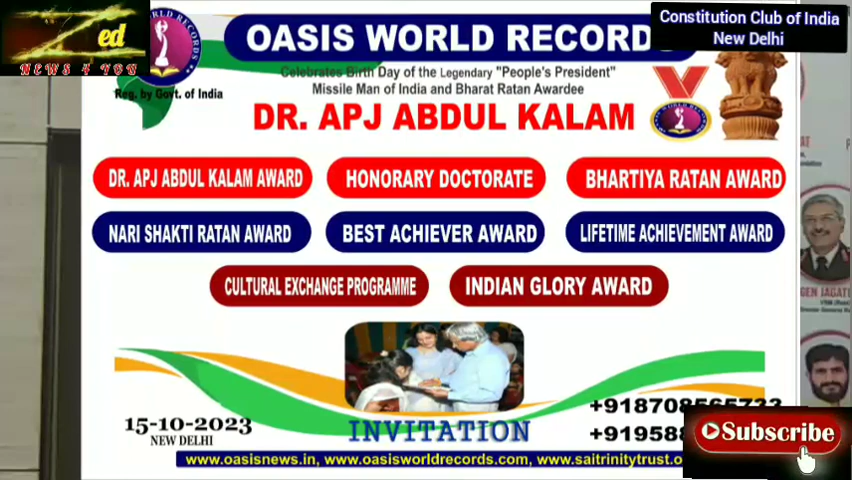 Zed
NEWS 4 YOU
OASIS WORLD RECORDS
Constitution Club of India
New Delhi
Celebrates Birth Day of the Legendary "People's President"
Missile Man of India and Bharat Ratan Awardee
Reg. by Govt. of India
DR. APJ ABDUL KALAM
DR. APJ ABDUL KALAM AWARD
HONORARY DOCTORATE
BHARTIYA RATAN AWARD
NARI SHAKTI RATAN AWARD
BEST ACHIEVER AWARD
LIFETIME ACHIEVEMENT AWARD
CULTURAL EXCHANGE PROGRAMME
INDIAN GLORY AWARD
GEN JAGATI
15-10-2023
NEW DELHI
INVITATION
+918708565733
+91958
Subscribe
www.oasisnews.in, www.oasisworldrecords.com, www.saitrinitytrust.o